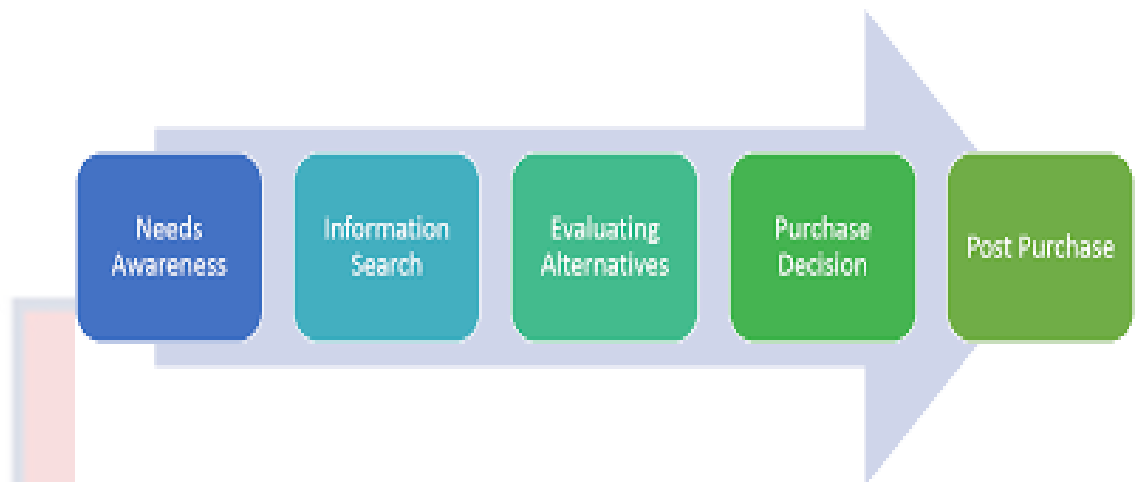 Needs
Awareness
Information
Search
Evaluating
Alternatives
Purchase
Decision
Post Purchase